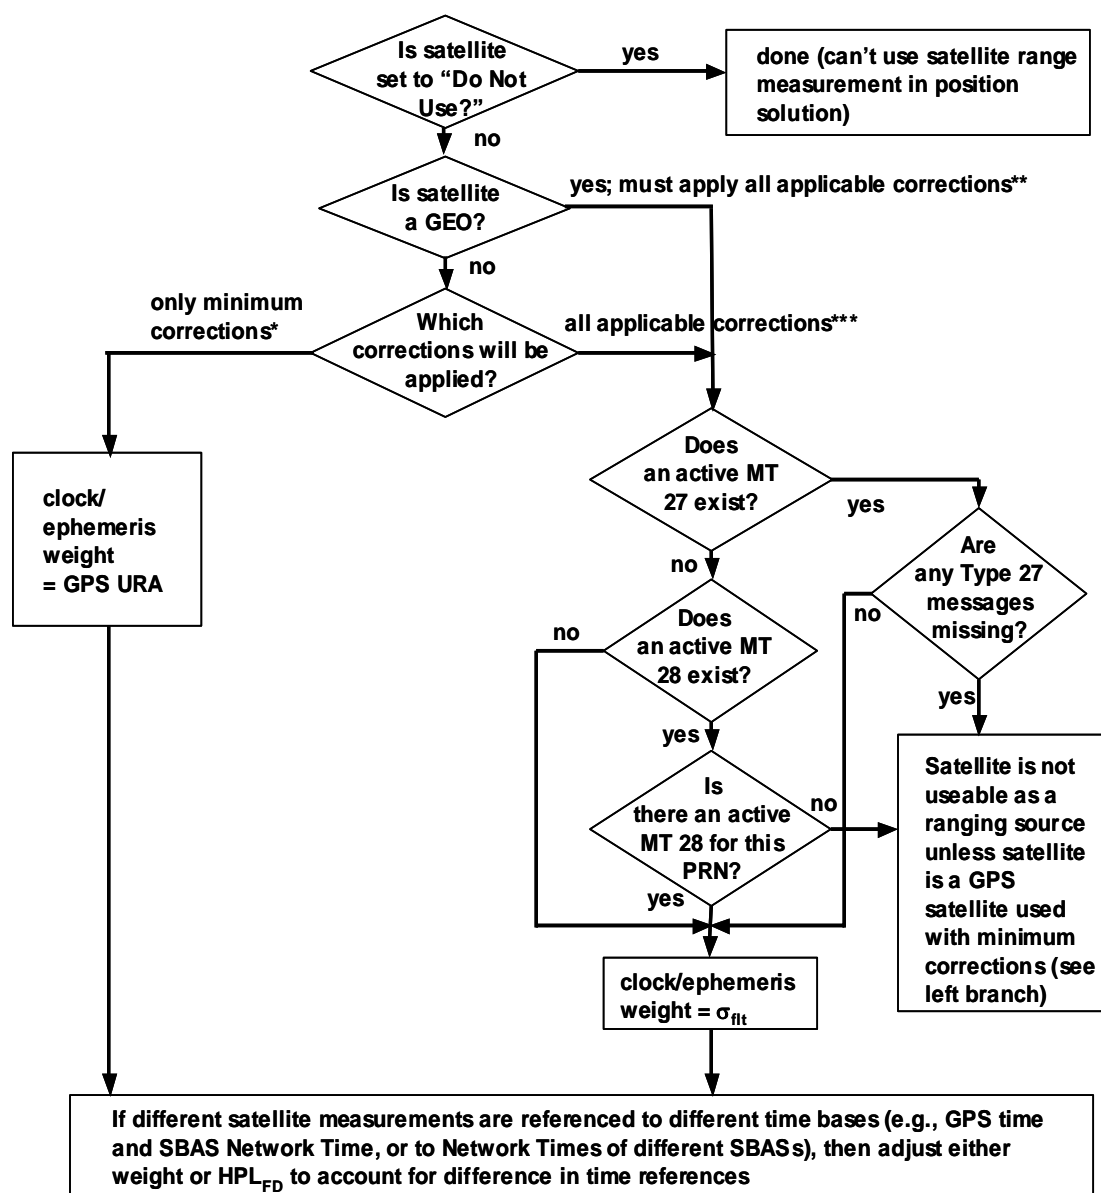 Is satellite
set to “Do Not
Use?”
yes
done (can’t use satellite range
measurement in position
solution)
no
Is satellite
a GEO?
yes; must apply all applicable corrections**
no
only minimum
corrections*
Which
corrections will be
applied?
all applicable corrections***
clock/
ephemeris
weight
= GPS URA
Does
an active MT
27 exist?
yes
no
Are
any Type 27
messages
missing?
no
yes
Does
an active MT
28 exist?
no
yes
Is
there an active
MT 28 for this
PRN?
no
yes
Satellite is not
useable as a
ranging source
unless satellite
is a GPS
satellite used
with minimum
corrections (see
left branch)
clock/ephemeris
weight = σflt
If different satellite measurements are referenced to different time bases (e.g., GPS time
and SBAS Network Time, or to Network Times of different SBASs), then adjust either
weight or HPLFD to account for difference in time references